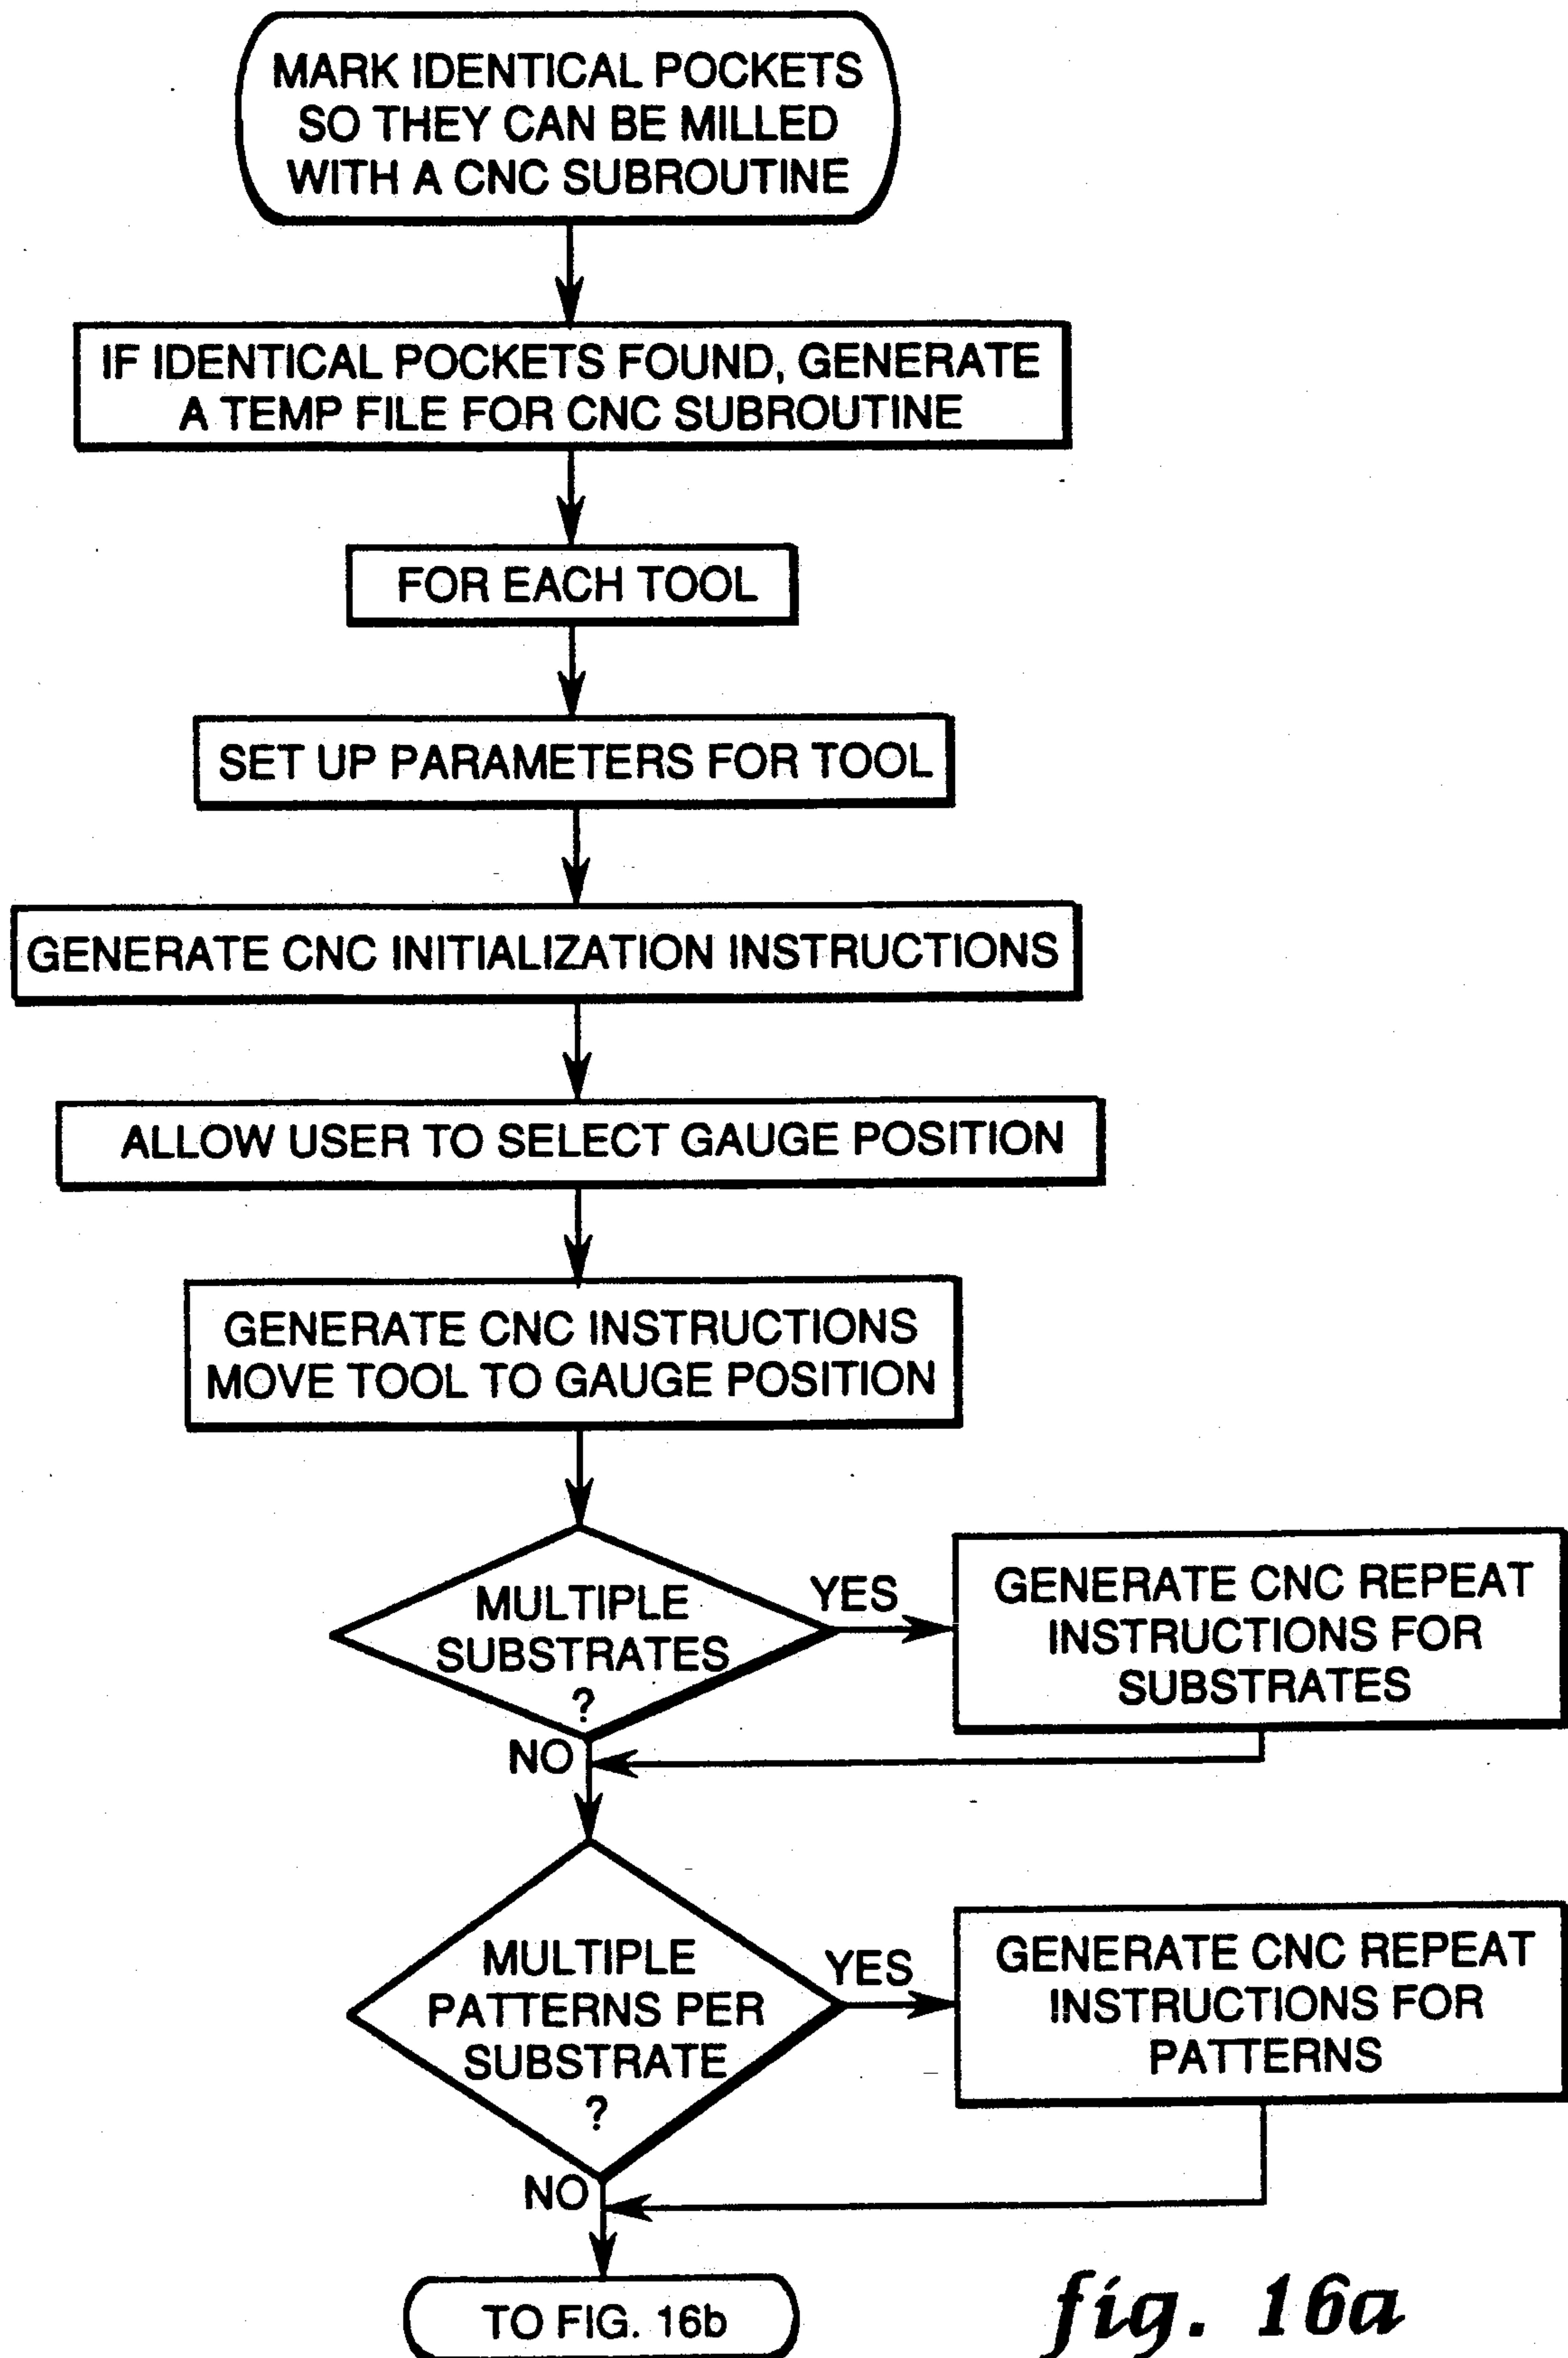 MARK IDENTICAL POCKETS
SO THEY CAN BE MILLED
WITH A CNC SUBROUTINE
IF IDENTICAL POCKETS FOUND, GENERATE
A TEMP FILE FOR CNC SUBROUTINE
FOR EACH TOOL
SET UP PARAMETERS FOR TOOL
GENERATE CNC INITIALIZATION INSTRUCTIONS
ALLOW USER TO SELECT GAUGE POSITION
GENERATE CNC INSTRUCTIONS
MOVE TOOL TO GAUGE POSITION
MULTIPLE
SUBSTRATES
?
YES
GENERATE CNC REPEAT
INSTRUCTIONS FOR
SUBSTRATES
NO
MULTIPLE
PATTERNS PER
SUBSTRATE
?
YES
GENERATE CNC REPEAT
INSTRUCTIONS FOR
PATTERNS
NO
TO FIG. 16b
fig. 16a